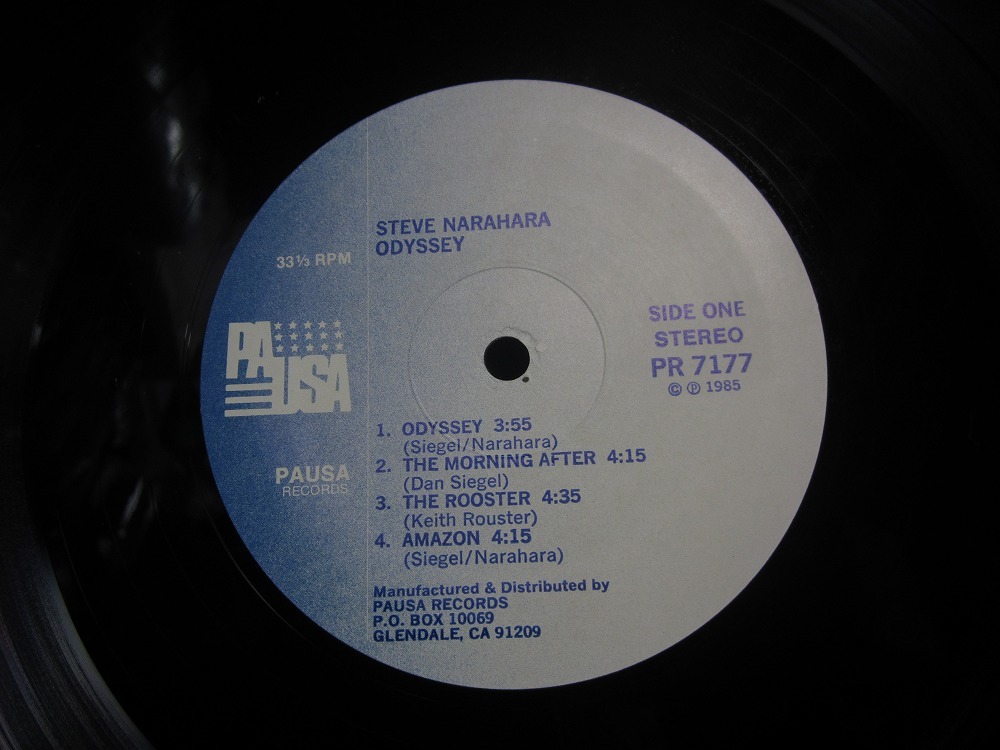 STEVE NARAHARA
ODYSSEY
33⅓ RPM
PAUSA
PAUSA
RECORDS
SIDE ONE
STEREO
PR 7177
© ℗ 1985
1. ODYSSEY 3:55
(Siegel/Narahara)
2. THE MORNING AFTER 4:15
(Dan Siegel)
3. THE ROOSTER 4:35
(Keith Rouster)
4. AMAZON 4:15
(Siegel/Narahara)
Manufactured & Distributed by
PAUSA RECORDS
P.O. BOX 10069
GLENDALE, CA 91209